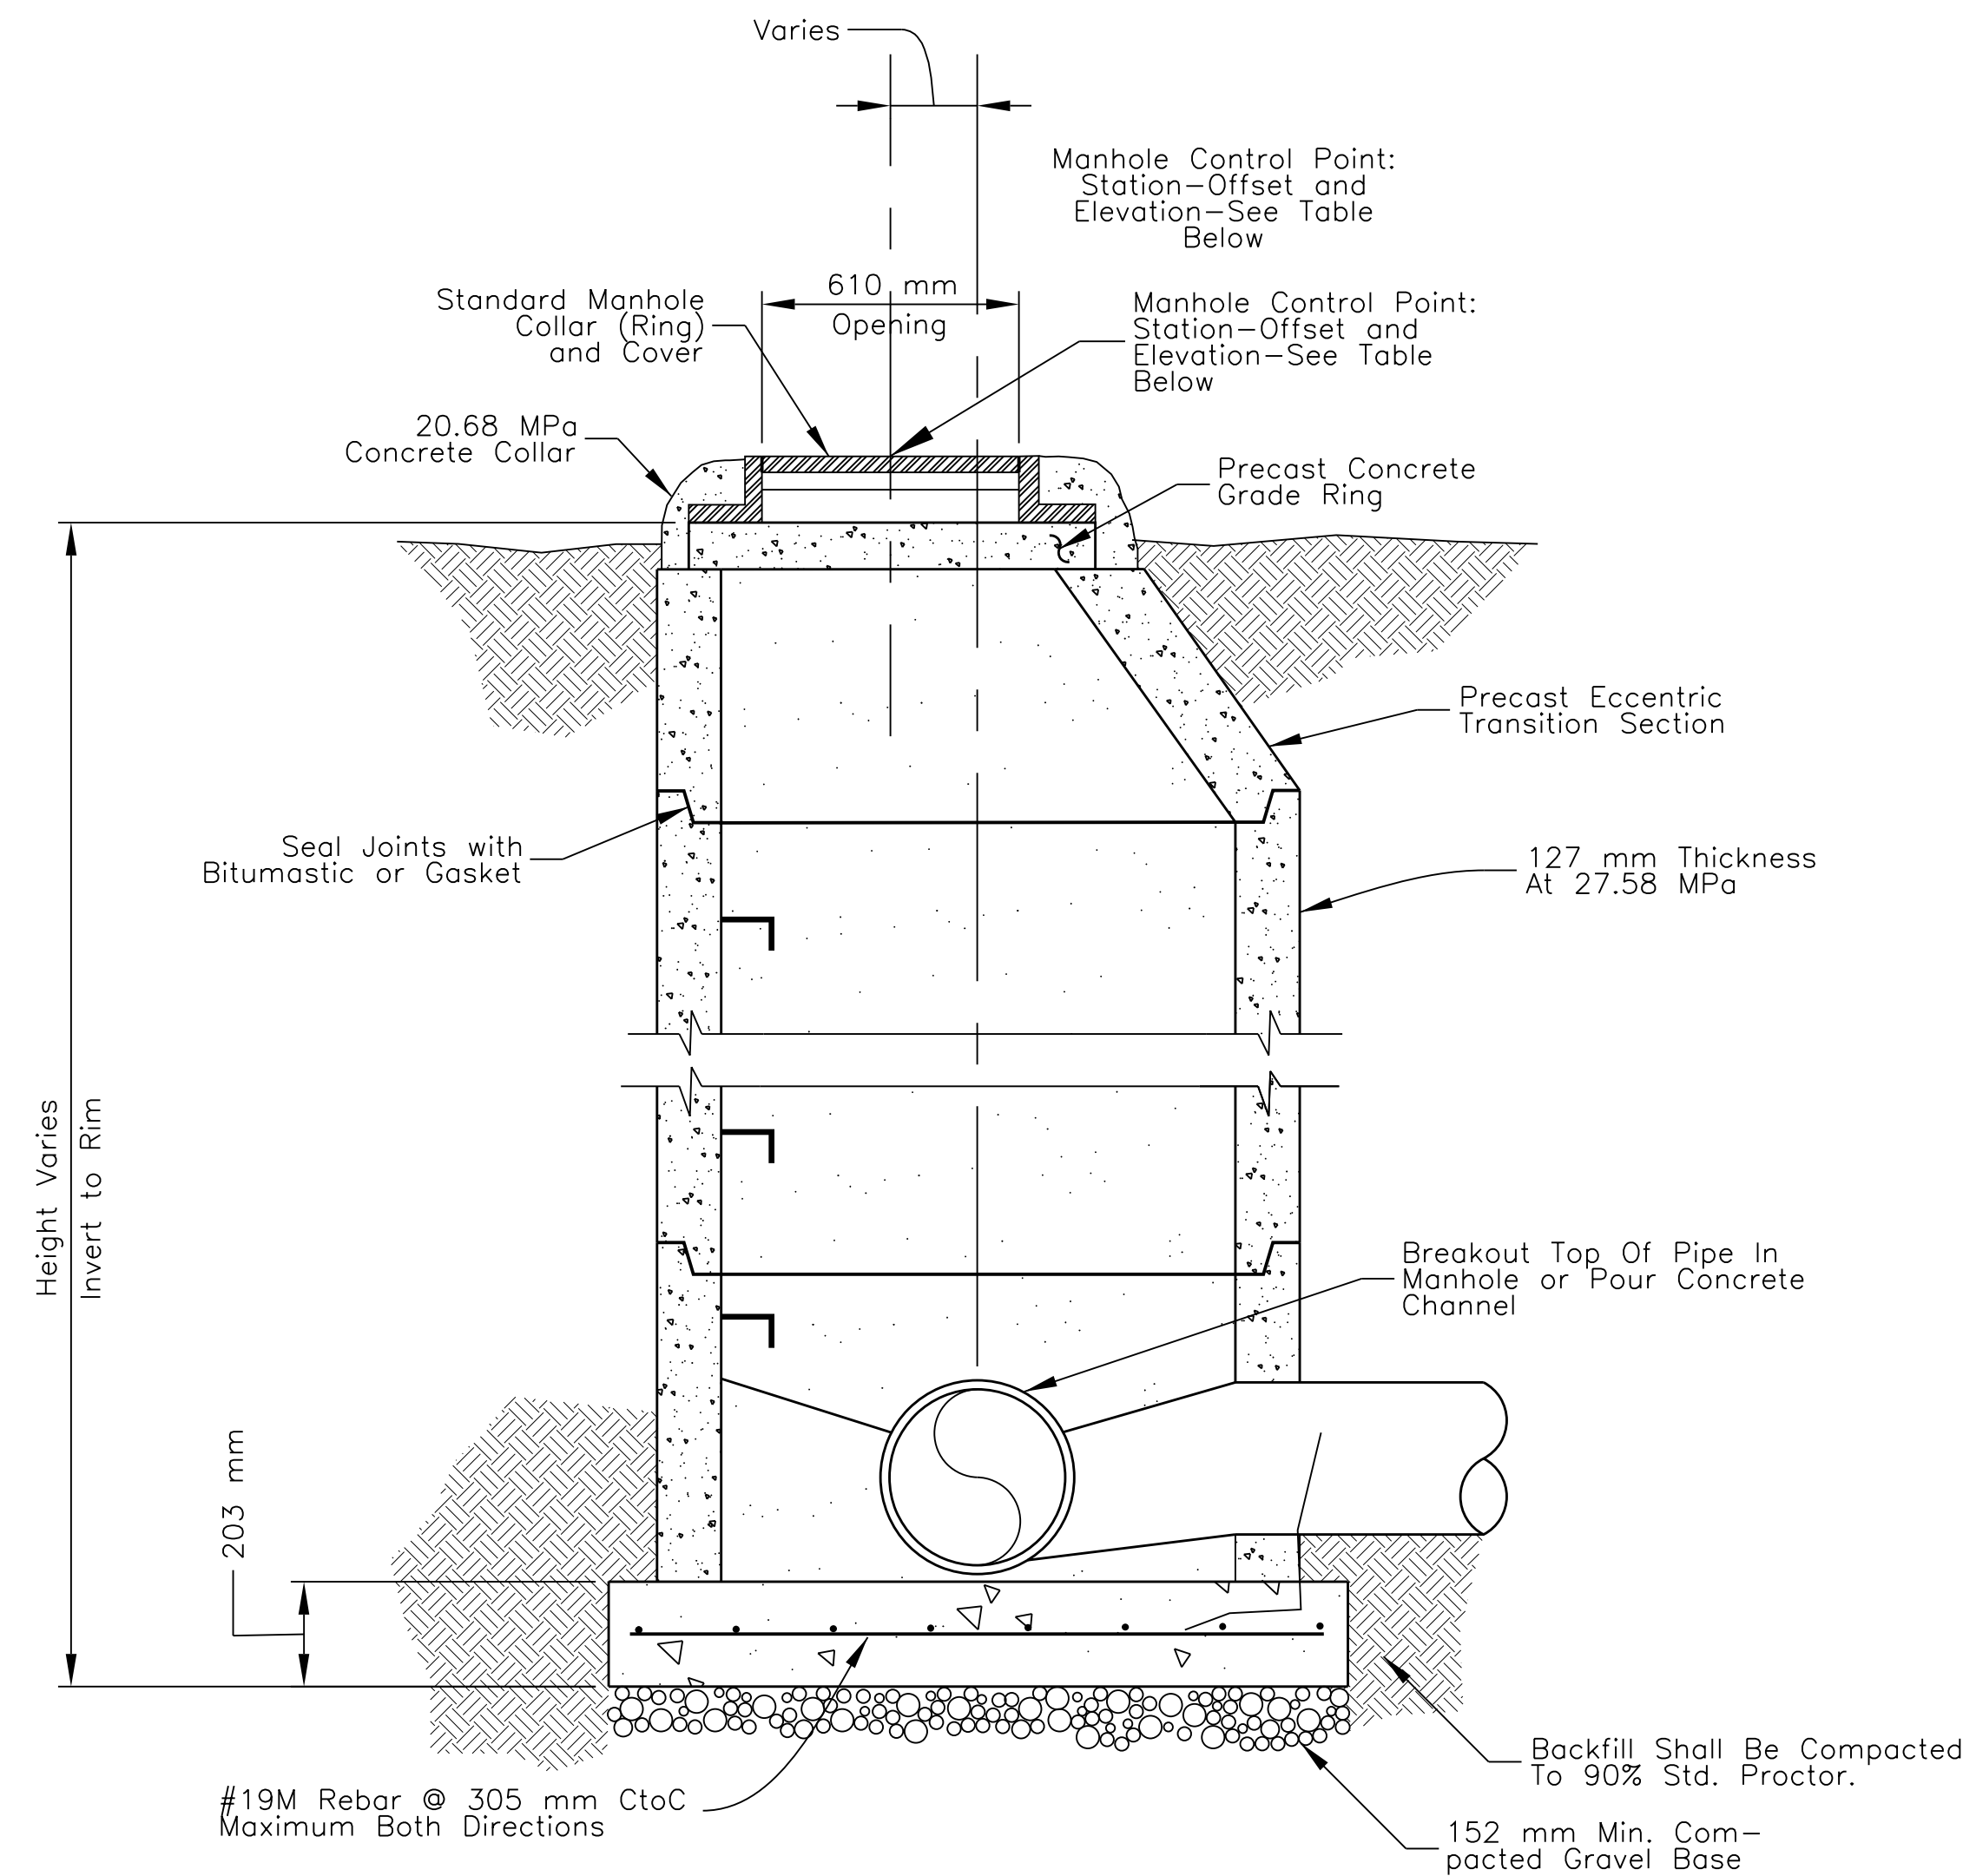 Varies
Manhole Control Point:
Station-Offset and
Elevation-See Table
Below
610 mm
Opening
Standard Manhole
Collar (Ring)
and Cover
Manhole Control Point:
Station-Offset and
Elevation-See Table
Below
20.68 MPa
Concrete Collar
Precast Concrete
Grade Ring
Precast Eccentric
Transition Section
Seal Joints with
Bitumastic or Gasket
127 mm Thickness
At 27.58 MPa
Height Varies
Invert to Rim
Breakout Top Of Pipe In
Manhole or Pour Concrete
Channel
203 mm
Backfill Shall Be Compacted
To 90% Std. Proctor.
#19M Rebar @ 305 mm CtoC
Maximum Both Directions
152 mm Min. Com-
pacted Gravel Base